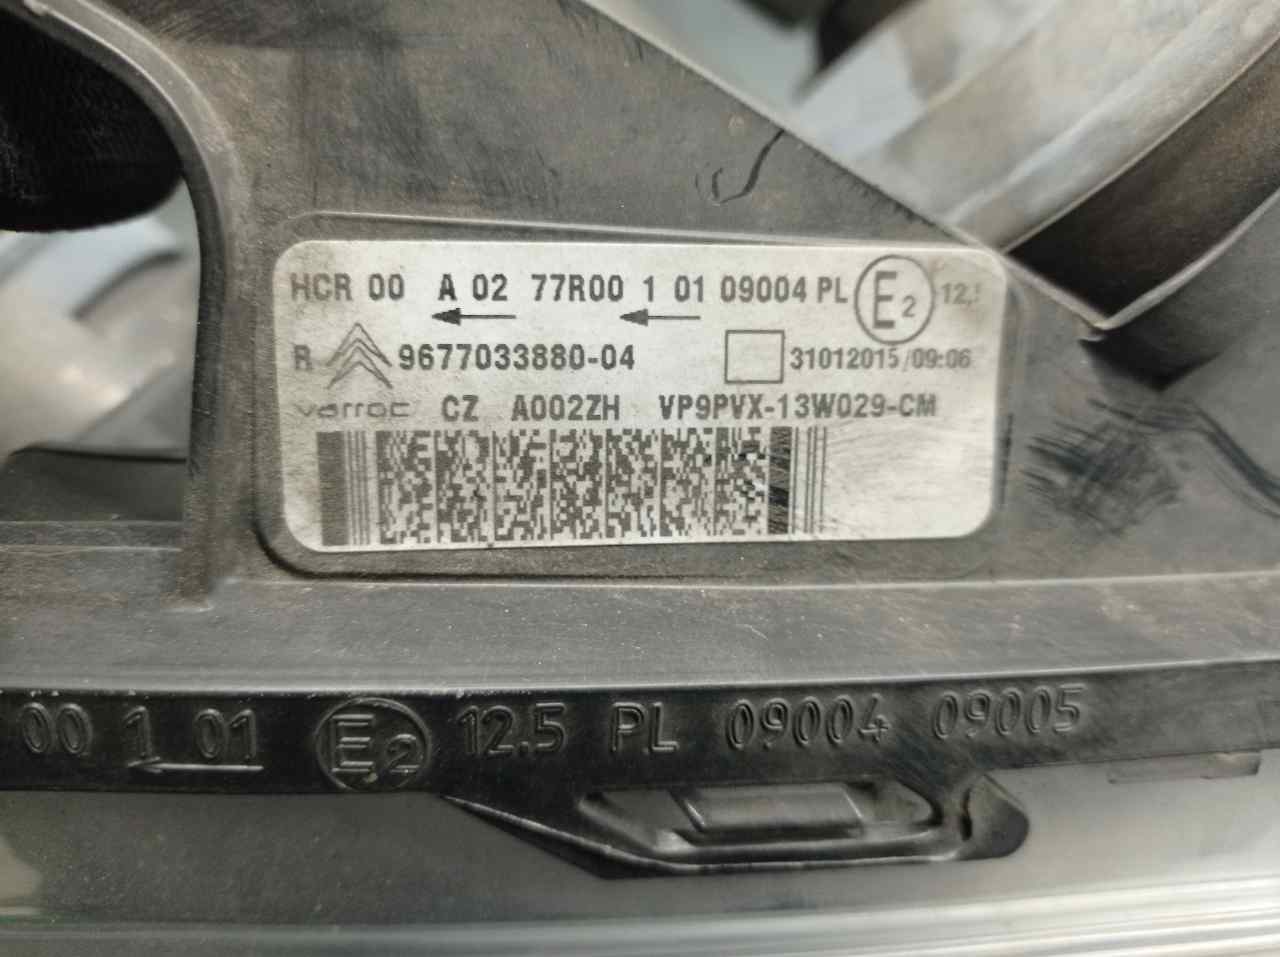 HCR 00 A 02 77R00 1 01 09004 PL E2 12,5
R 9677033880-04 31012015/09:06
varroc CZ A002ZH VP9PVX-13W029-CM
00 1 01 E2 12.5 PL 09004 09005